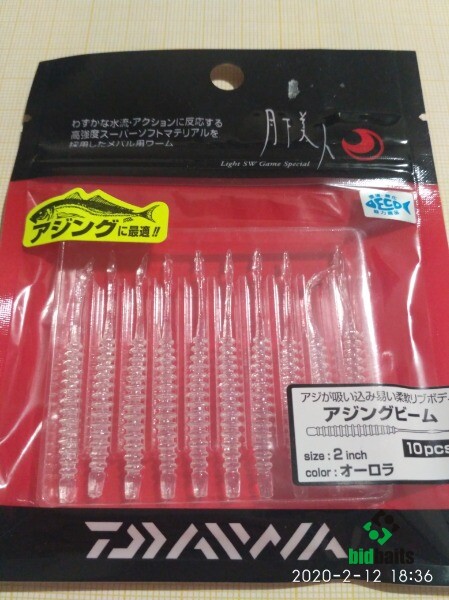 わずかな水流・アクションに反応する
高強度スーパーソフトマテリアルを
採用したメバル用ワーム
月下美人
Light SW Game Special
アジングに最適!!
ECO
アジが吸い込み易い柔軟リブボディ
アジングビーム
size : 2 inch
10pcs
color : オーロラ
DAIWA
bidbaits
2020-2-12 18:36